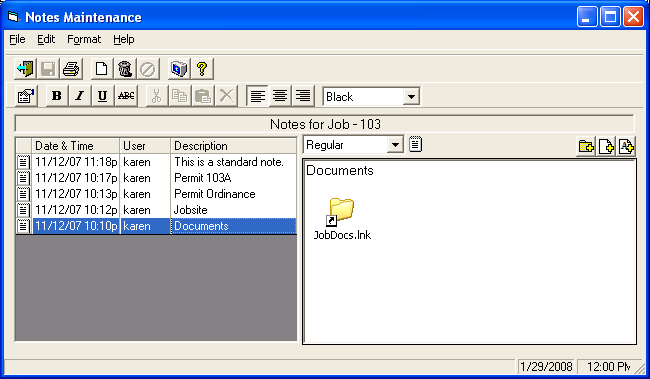 Notes Maintenance
File Edit Format Help
B I U ABC Black
Notes for Job - 103
Date & Time User Description
11/12/07 11:18p karen This is a standard note.
11/12/07 10:17p karen Permit 103A
11/12/07 10:13p karen Permit Ordinance
11/12/07 10:12p karen Jobsite
11/12/07 10:10p karen Documents
Regular
Documents
JobDocs.lnk
1/29/2008 12:00 PM